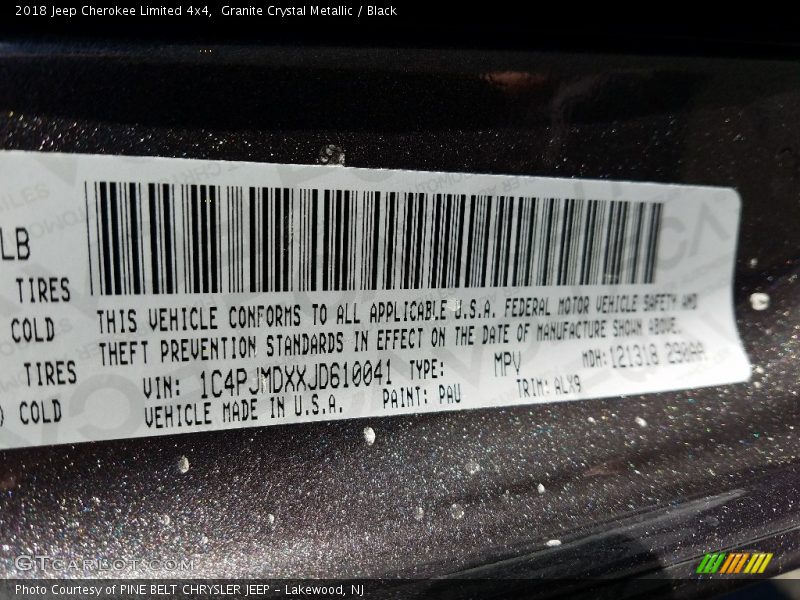 2018 Jeep Cherokee Limited 4x4,  Granite Crystal Metallic / Black
LB
TIRES
COLD
TIRES
) COLD
THIS VEHICLE CONFORMS TO ALL APPLICABLE U.S.A. FEDERAL MOTOR VEHICLE SAFETY AND
THEFT PREVENTION STANDARDS IN EFFECT ON THE DATE OF MANUFACTURE SHOWN ABOVE.
VIN: 1C4PJMDXXJD610041 TYPE: MPV MDH:121318
VEHICLE MADE IN U.S.A. PAINT: PAU TRIM: ALX9
GTCARLOT.COM
Photo Courtesy of PINE BELT CHRYSLER JEEP - Lakewood, NJ